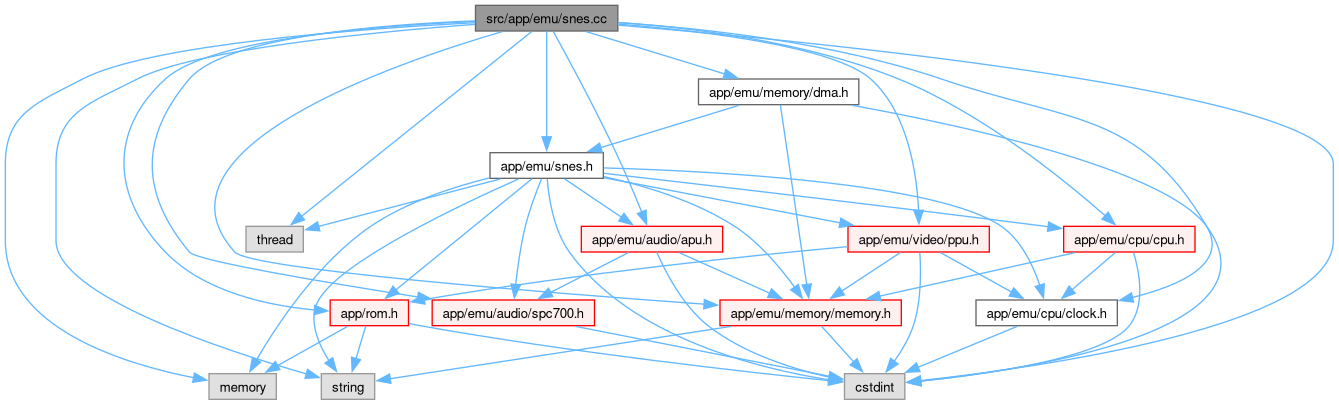 src/app/emu/snes.cc
app/emu/memory/dma.h
app/emu/snes.h
thread
app/emu/audio/apu.h
app/emu/video/ppu.h
app/emu/cpu/cpu.h
app/rom.h
app/emu/audio/spc700.h
app/emu/memory/memory.h
app/emu/cpu/clock.h
memory
string
cstdint